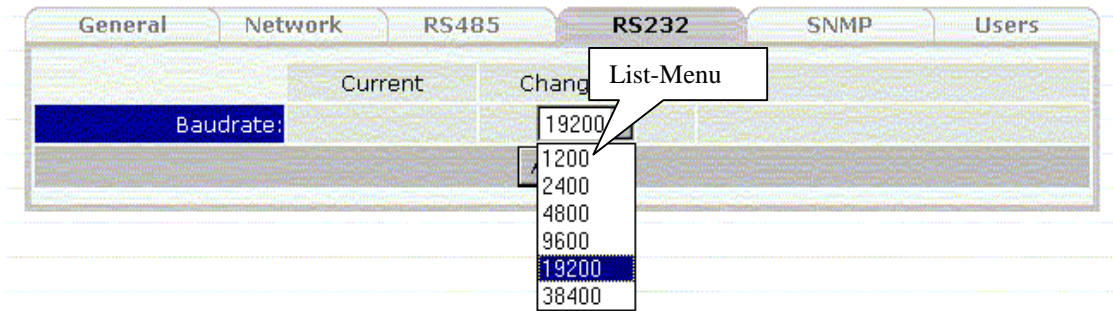 General Network RS485 RS232 SNMP Users
List-Menu
Current
Baudrate: 19200
1200
2400
4800
9600
19200
38400